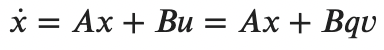 ẋ = Ax + Bu = Ax + Bqv